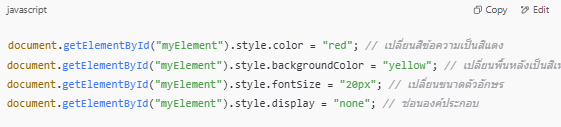 javascript
Copy
Edit
document.getElementById("myElement").style.color = "red"; // เปลี่ยนสีข้อความเป็นสีแดง
document.getElementById("myElement").style.backgroundColor = "yellow"; // เปลี่ยนพื้นหลังเป็น
document.getElementById("myElement").style.fontSize = "20px"; // เปลี่ยนขนาดตัวอักษร
document.getElementById("myElement").style.display = "none"; // ซ่อนองค์ประกอบ